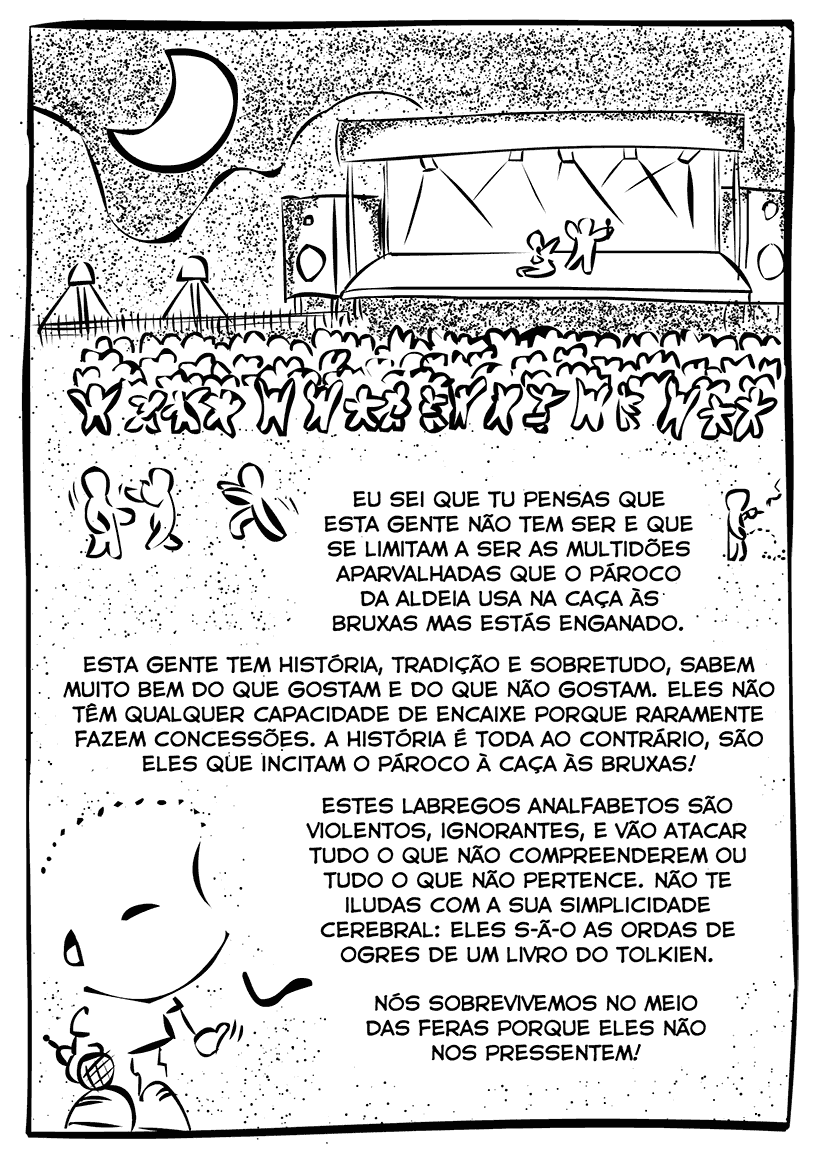 EU SEI QUE TU PENSAS QUE
ESTA GENTE NÃO TEM SER E QUE
SE LIMITAM A SER AS MULTIDÕES
APARVALHADAS QUE O PÁROCO
DA ALDEIA USA NA CAÇA ÀS
BRUXAS MAS ESTÁS ENGANADO.
ESTA GENTE TEM HISTÓRIA, TRADIÇÃO E SOBRETUDO, SABEM
MUITO BEM DO QUE GOSTAM E DO QUE NÃO GOSTAM. ELES NÃO
TÊM QUALQUER CAPACIDADE DE ENCAIXE PORQUE RARAMENTE
FAZEM CONCESSÕES. A HISTÓRIA É TODA AO CONTRÁRIO, SÃO
ELES QUE INCITAM O PÁROCO À CAÇA ÀS BRUXAS!
ESTES LABREGOS ANALFABETOS SÃO
VIOLENTOS, IGNORANTES, E VÃO ATACAR
TUDO O QUE NÃO COMPREENDEREM OU
TUDO O QUE NÃO PERTENCE. NÃO TE
ILUDAS COM A SUA SIMPLICIDADE
CEREBRAL: ELES S-Ã-O AS ORDAS DE
OGRES DE UM LIVRO DO TOLKIEN.
NÓS SOBREVIVEMOS NO MEIO
DAS FERAS PORQUE ELES NÃO
NOS PRESSENTEM!